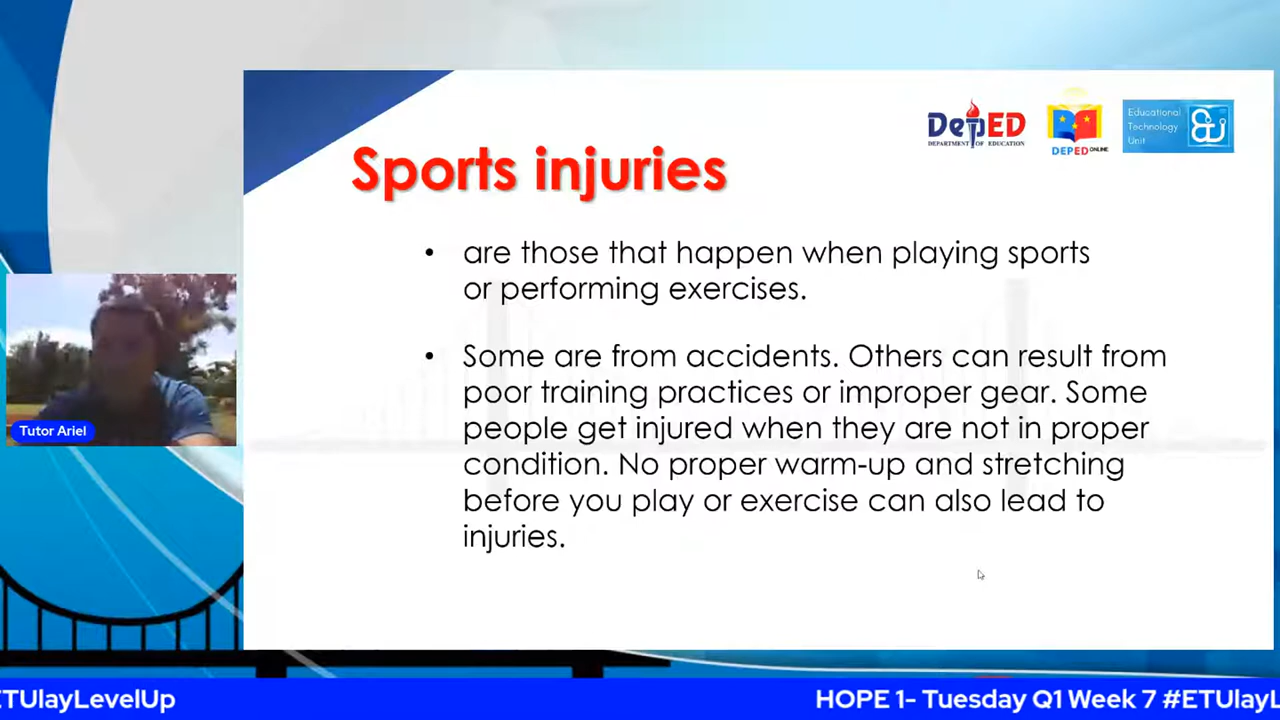 DepED
DEPARTMENT OF EDUCATION
DEPED ONLINE
Educational
Technology
Unit
Sports injuries
• are those that happen when playing sports
or performing exercises.
• Some are from accidents. Others can result from
poor training practices or improper gear. Some
people get injured when they are not in proper
condition. No proper warm-up and stretching
before you play or exercise can also lead to
injuries.
Tutor Ariel
ETUlayLevelUp
HOPE 1- Tuesday Q1 Week 7 #ETUlayL